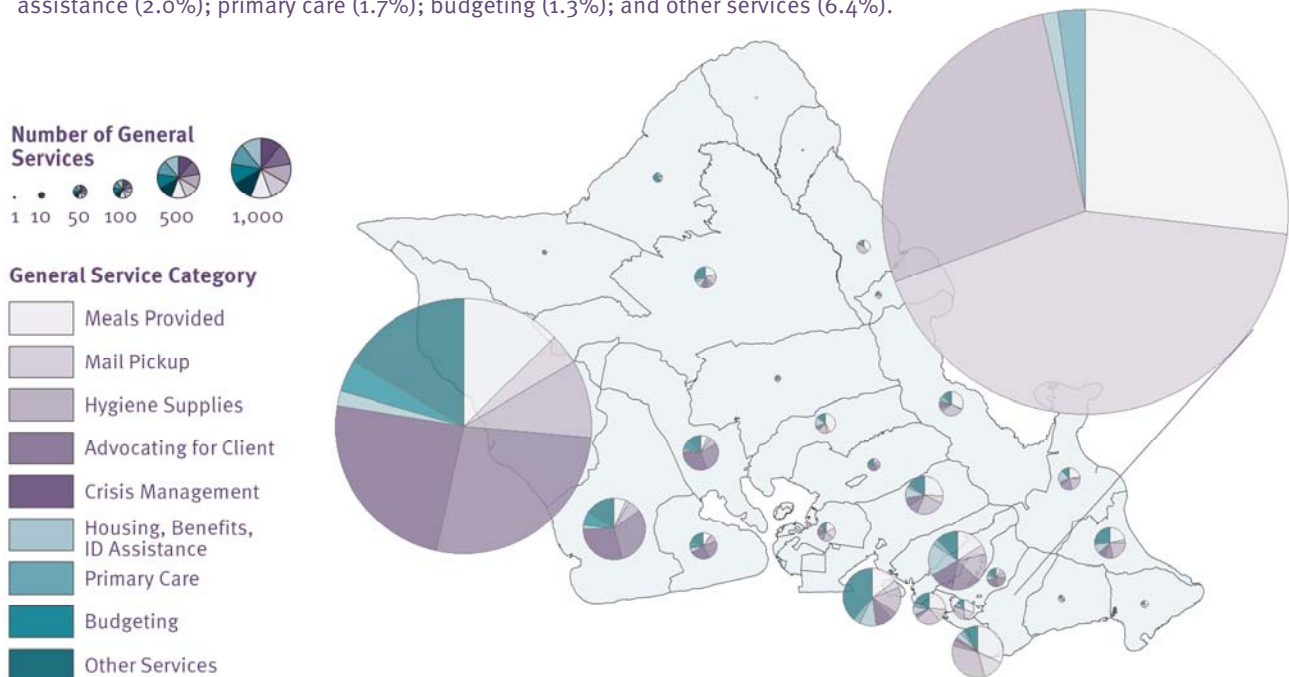 assistance (2.0%); primary care (1.7%); budgeting (1.3%); and other services (6.4%).
Number of General
Services
1 10 50 100 500 1,000
General Service Category
Meals Provided
Mail Pickup
Hygiene Supplies
Advocating for Client
Crisis Management
Housing, Benefits,
ID Assistance
Primary Care
Budgeting
Other Services